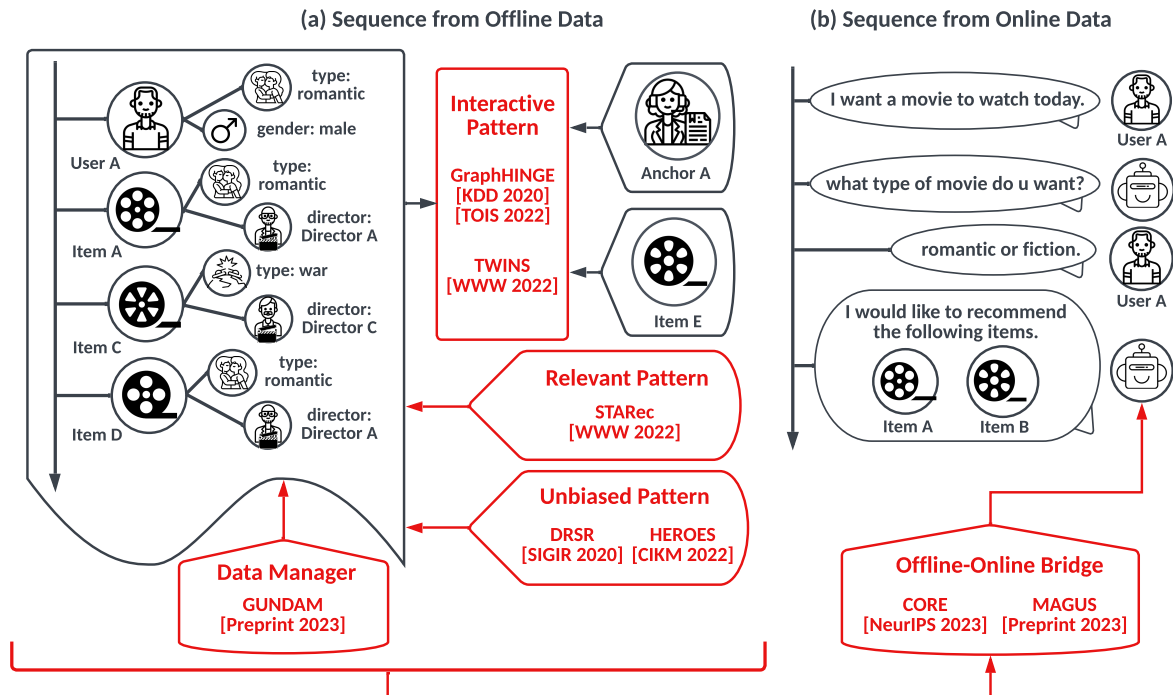 (a) Sequence from Offline Data
type:
romantic
gender: male
User A
type:
romantic
director:
Director A
Item A
type: war
director:
Director C
Item C
type:
romantic
director:
Director A
Item D
Interactive
Pattern
GraphHINGE
[KDD 2020]
[TOIS 2022]
TWINS
[WWW 2022]
Anchor A
Item E
Relevant Pattern
STARec
[WWW 2022]
Unbiased Pattern
DRSR
[SIGIR 2020]
HEROES
[CIKM 2022]
Data Manager
GUNDAM
[Preprint 2023]
(b) Sequence from Online Data
I want a movie to watch today.
User A
what type of movie do u want?
romantic or fiction.
User A
I would like to recommend
the following items.
Item A
Item B
Offline-Online Bridge
CORE
[NeurIPS 2023]
MAGUS
[Preprint 2023]